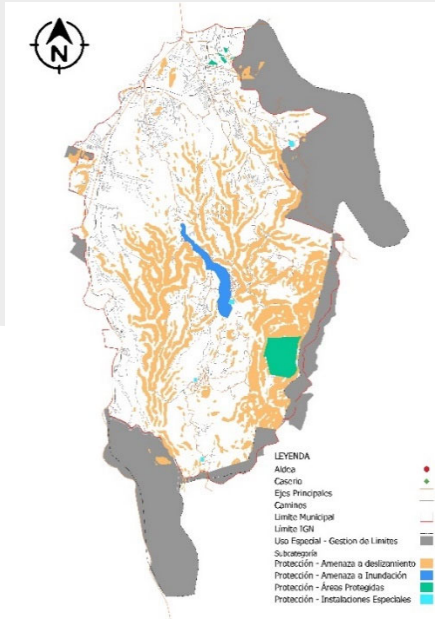 N
LEYENDA
Aldea
Caserio
Ejes Principales
Caminos
Limite Municipal
Limite IGN
Uso Especial - Gestion de Limites
Subcategoría
Protección - Amenaza a deslizamiento
Protección - Amenaza a Inundación
Protección - Áreas Protegidas
Protección - Instalaciones Especiales